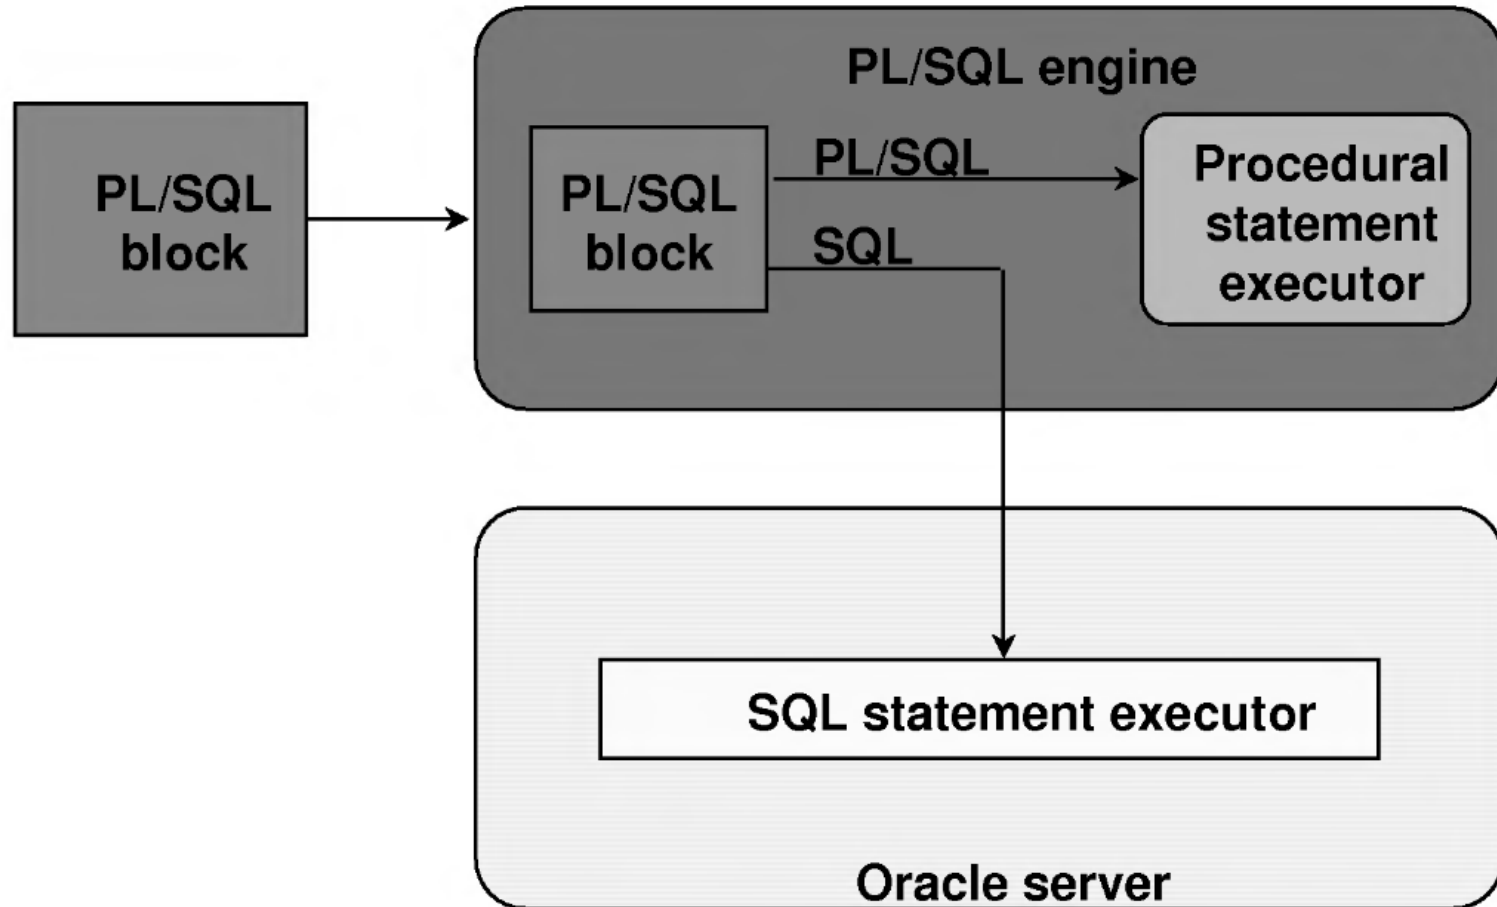 PL/SQL engine
PL/SQL
block
PL/SQL
block
PL/SQL
SQL
Procedural
statement
executor
SQL statement executor
Oracle server